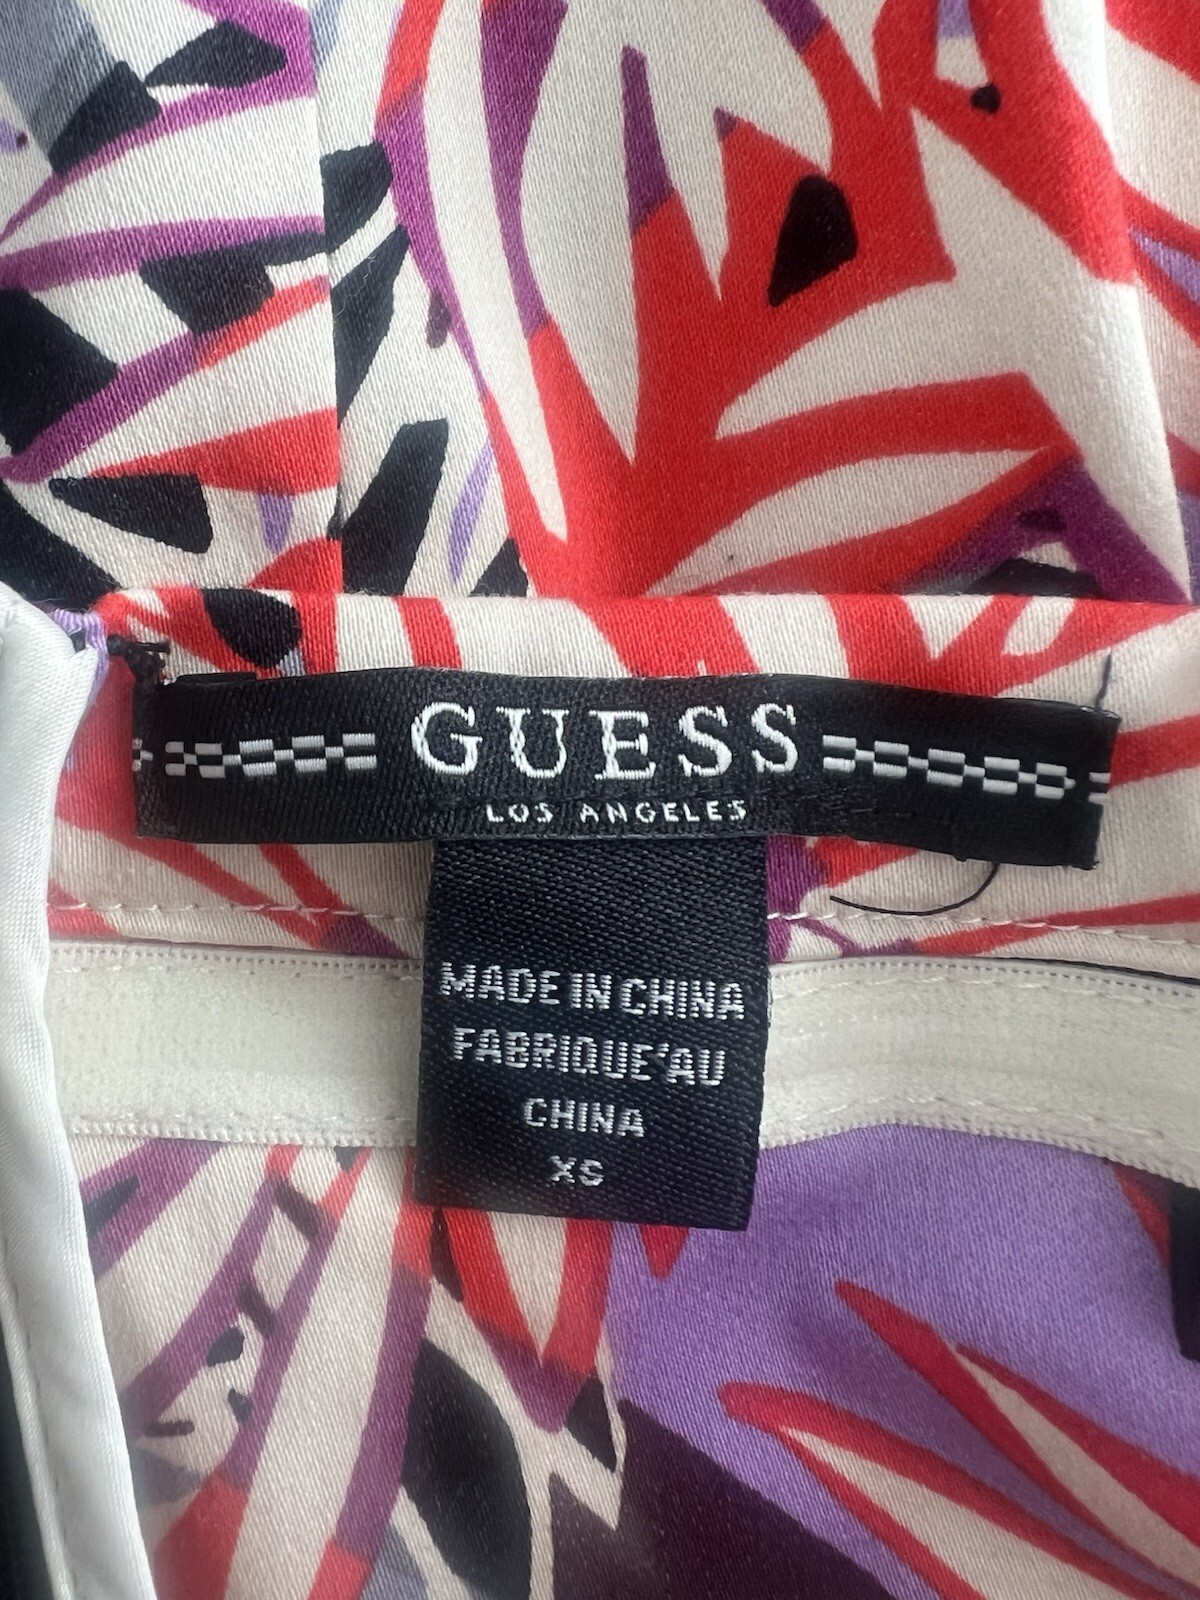 GUESS
LOS ANGELES
MADE IN CHINA
FABRIQUE'AU
CHINA
XS